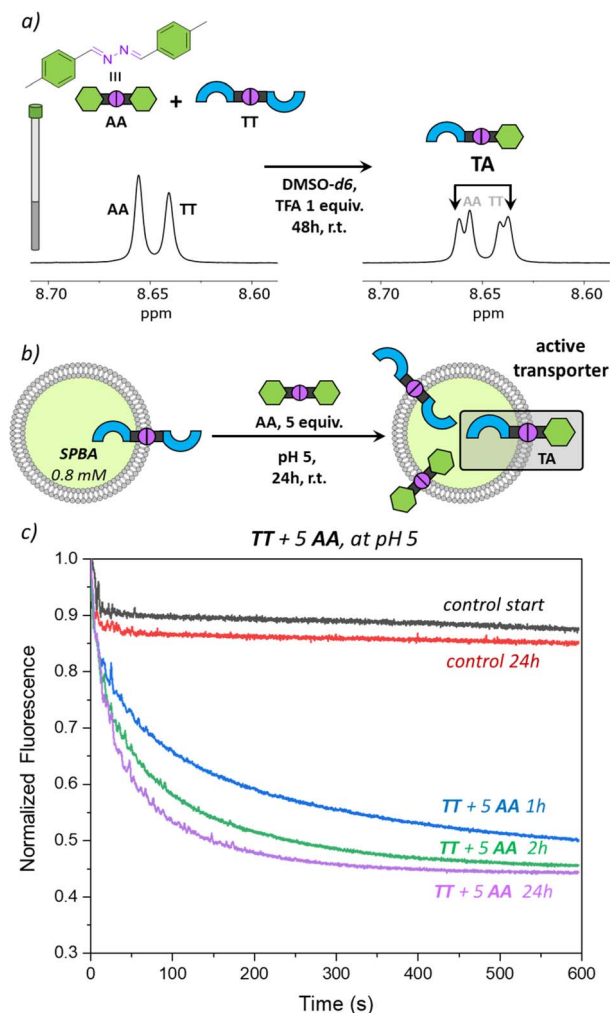 a)
N
N
III
AA
+
TT
AA
TT
8.70
8.65
8.60
ppm
DMSO-d6,
TFA 1 equiv.
48h, r.t.
TA
AA
TT
8.70
8.65
8.60
ppm
b)
SPBA
0.8 mM
AA, 5 equiv.
pH 5,
24h, r.t.
active
transporter
TA
c)
TT + 5 AA, at pH 5
Normalized Fluorescence
1.0
0.9
0.8
0.7
0.6
0.5
0.4
0.3
control start
control 24h
TT + 5 AA 1h
TT + 5 AA 2h
TT + 5 AA 24h
0
100
200
300
400
500
600
Time (s)